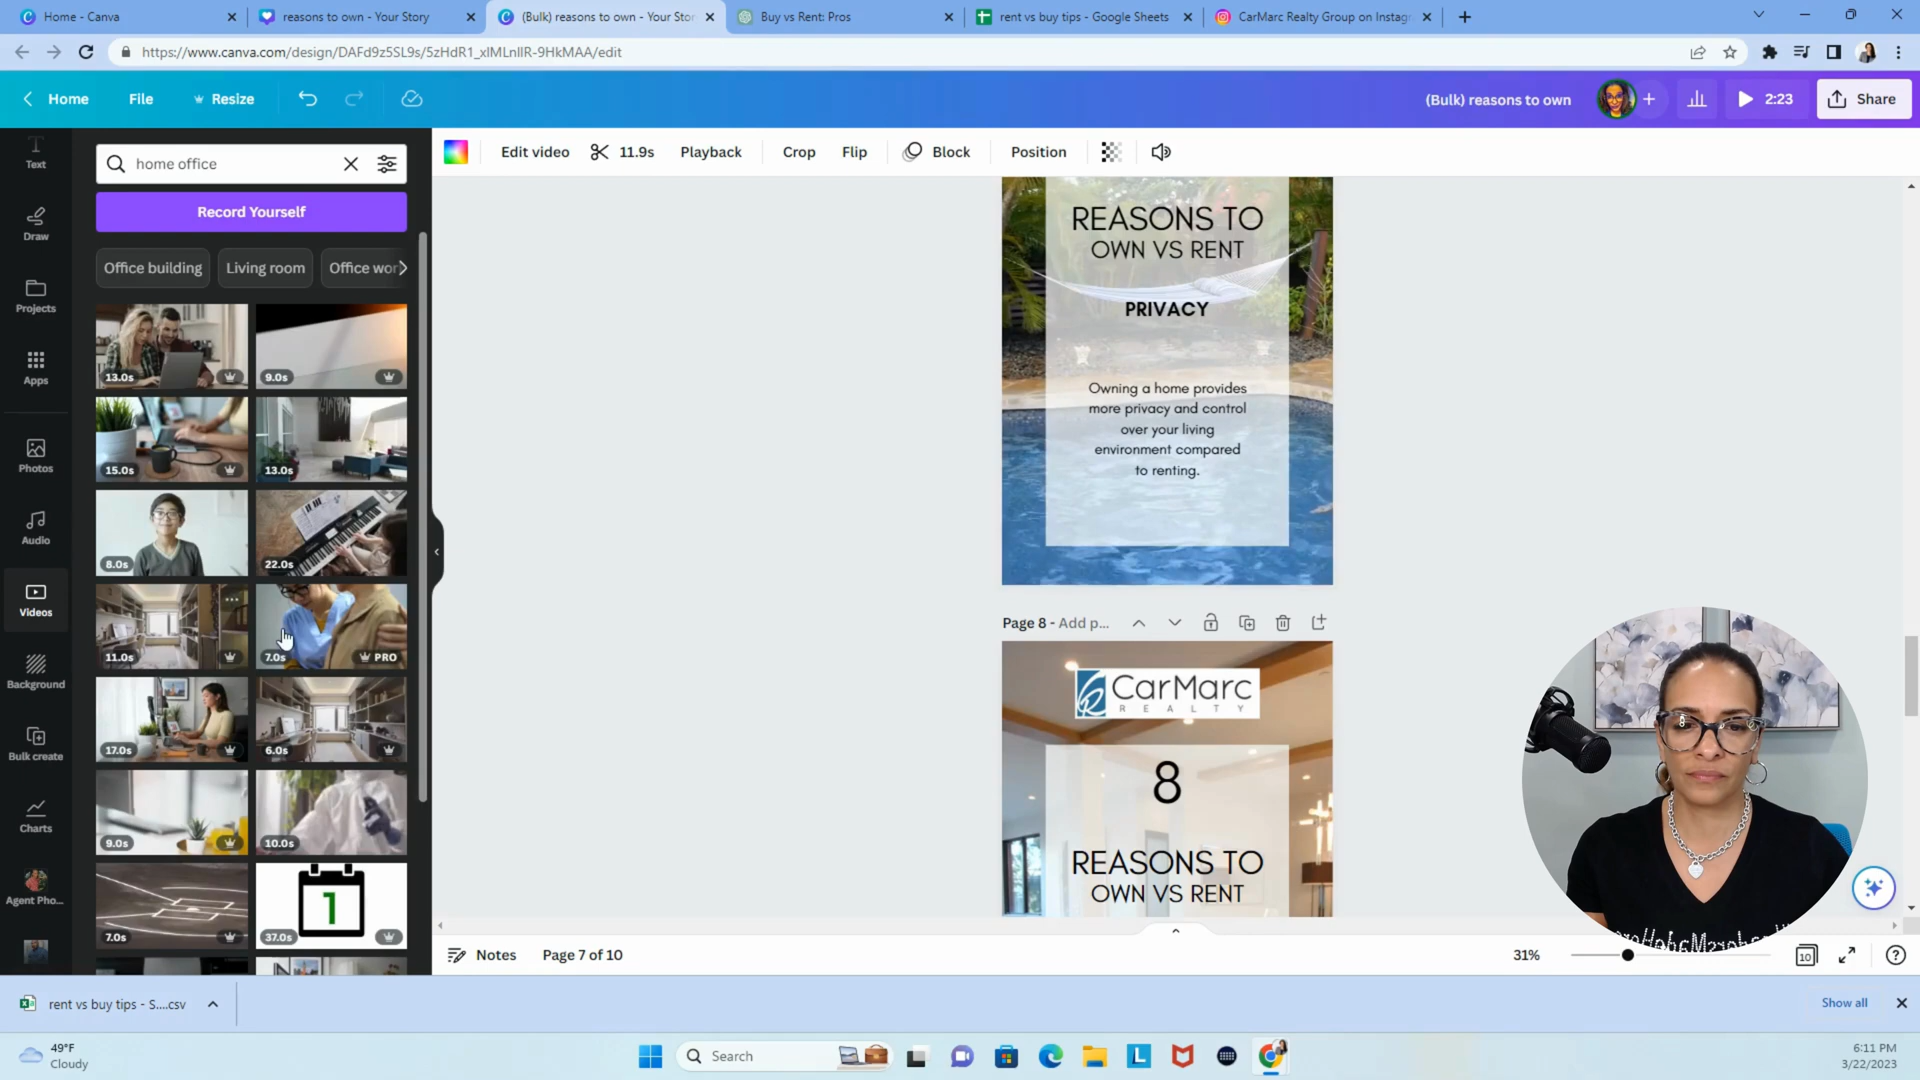 Home - Canva
reasons to own - Your Story
(Bulk) reasons to own - Your Stor
Buy vs Rent: Pros
rent vs buy tips - Google Sheets
CarMarc Realty Group on Instagr
https://www.canva.com/design/DAFd9z5SL9s/5zHdR1_xIMLnIIR-9HkMAA/edit
Home
File
Resize
(Bulk) reasons to own
2:23
Share
Text
Draw
Projects
Apps
Photos
Audio
Videos
Background
Bulk create
Charts
Agent Pho...
home office
Record Yourself
Office building
Living room
Office wor
13.0s
9.0s
15.0s
13.0s
8.0s
22.0s
11.0s
7.0s
PRO
17.0s
6.0s
9.0s
10.0s
7.0s
1
37.0s
Edit video
11.9s
Playback
Crop
Flip
Block
Position
REASONS TO
OWN VS RENT
PRIVACY
Owning a home provides
more privacy and control
over your living
environment compared
to renting.
Page 8 - Add p...
CarMarc
REALTY
8
REASONS TO
OWN VS RENT
Notes
Page 7 of 10
31%
10
rent vs buy tips - S....csv
Show all
49°F
Cloudy
Search
6:11 PM
3/22/2023